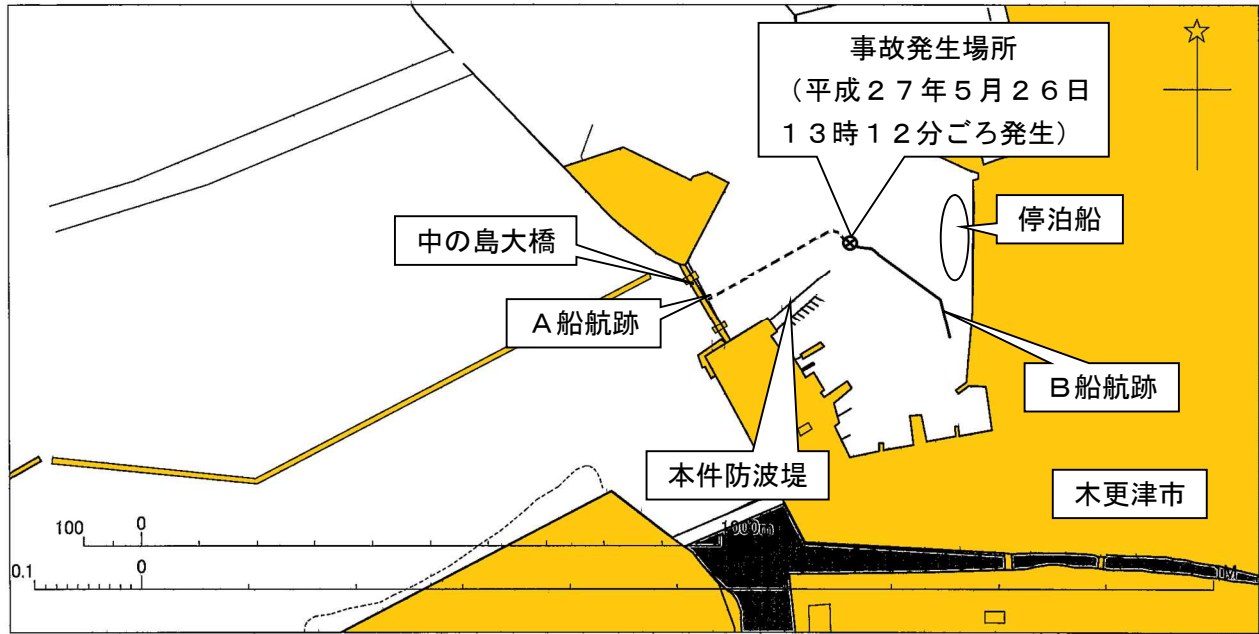 事故発生場所
（平成２７年５月２６日
１３時１２分ごろ発生）
停泊船
中の島大橋
Ａ船航跡
Ｂ船航跡
本件防波堤
木更津市
100 0 1000m
0.1 0 1M